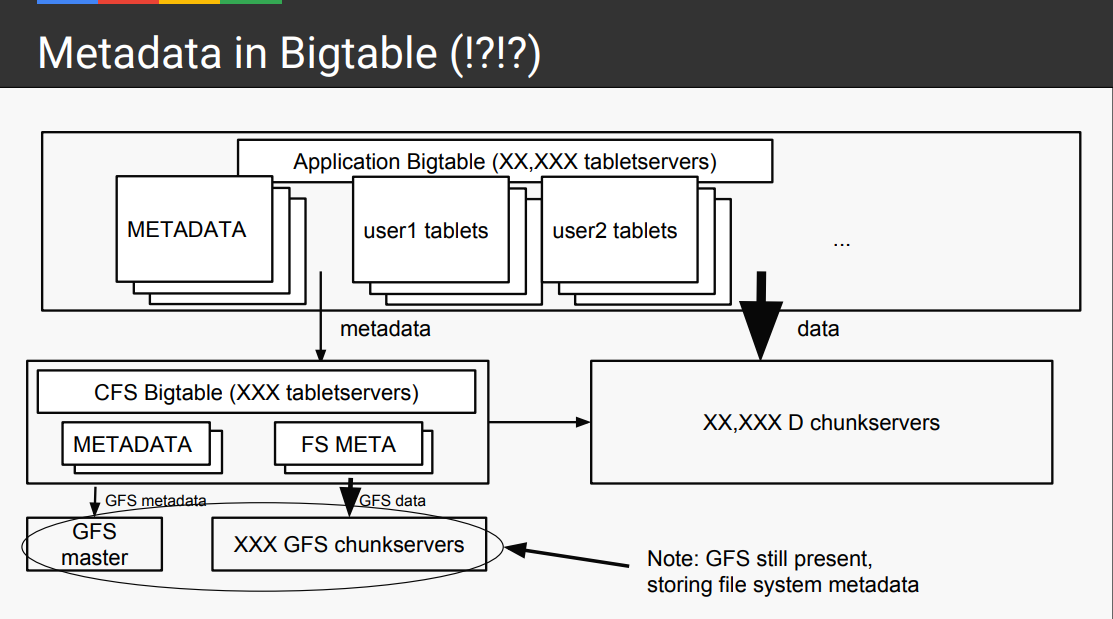 Metadata in Bigtable (!?!?)
Application Bigtable (XX,XXX tabletservers)
METADATA
user1 tablets
user2 tablets
...
metadata
data
CFS Bigtable (XXX tabletservers)
METADATA
FS META
XX,XXX D chunkservers
GFS metadata
GFS data
GFS
master
XXX GFS chunkservers
Note: GFS still present,
storing file system metadata